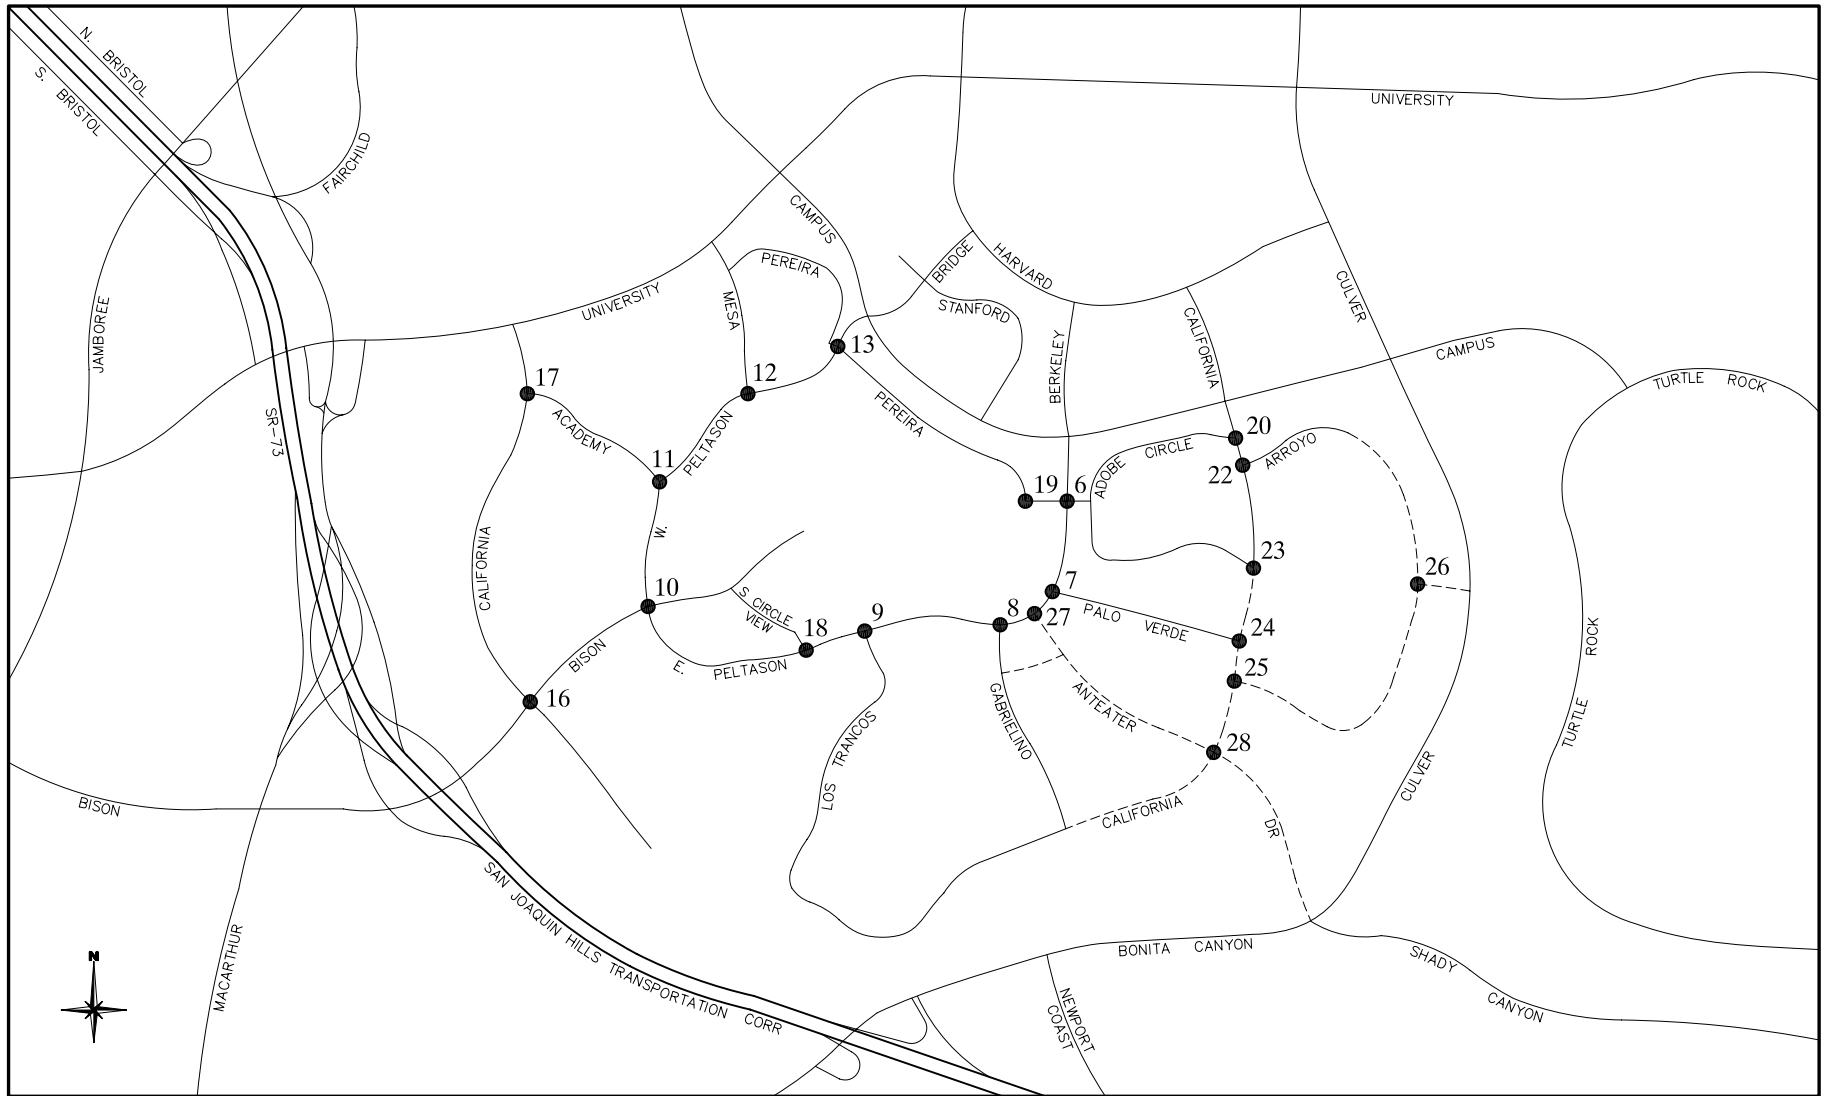 N. BRISTOL
S. BRISTOL
FAIRCHILD
UNIVERSITY
CAMPUS
PEREIRA
BRIDGE
HARVARD
STANFORD
MESA
UNIVERSITY
JAMBOREE
CULVER
CALIFORNIA
BERKELEY
CAMPUS
TURTLE ROCK
13
12
17
SR-73
ACADEMY
PELTASON
PEREIRA
20
ARROYO
22
ADOBE CIRCLE
11
19
6
W.
CALIFORNIA
23
26
7
10
S CIRCLE
VIEW
18
9
8
27
PALO VERDE
24
TURTLE ROCK
BISON
E. PELTASON
25
16
GABRIELINO
ANTEATER
28
LOS TRANCOS
CALIFORNIA
DR
CULVER
BISON
SAN JOAQUIN HILLS TRANSPORTATION CORR
MACARTHUR
N
BONITA CANYON
SHADY CANYON
NEWPORT
COAST